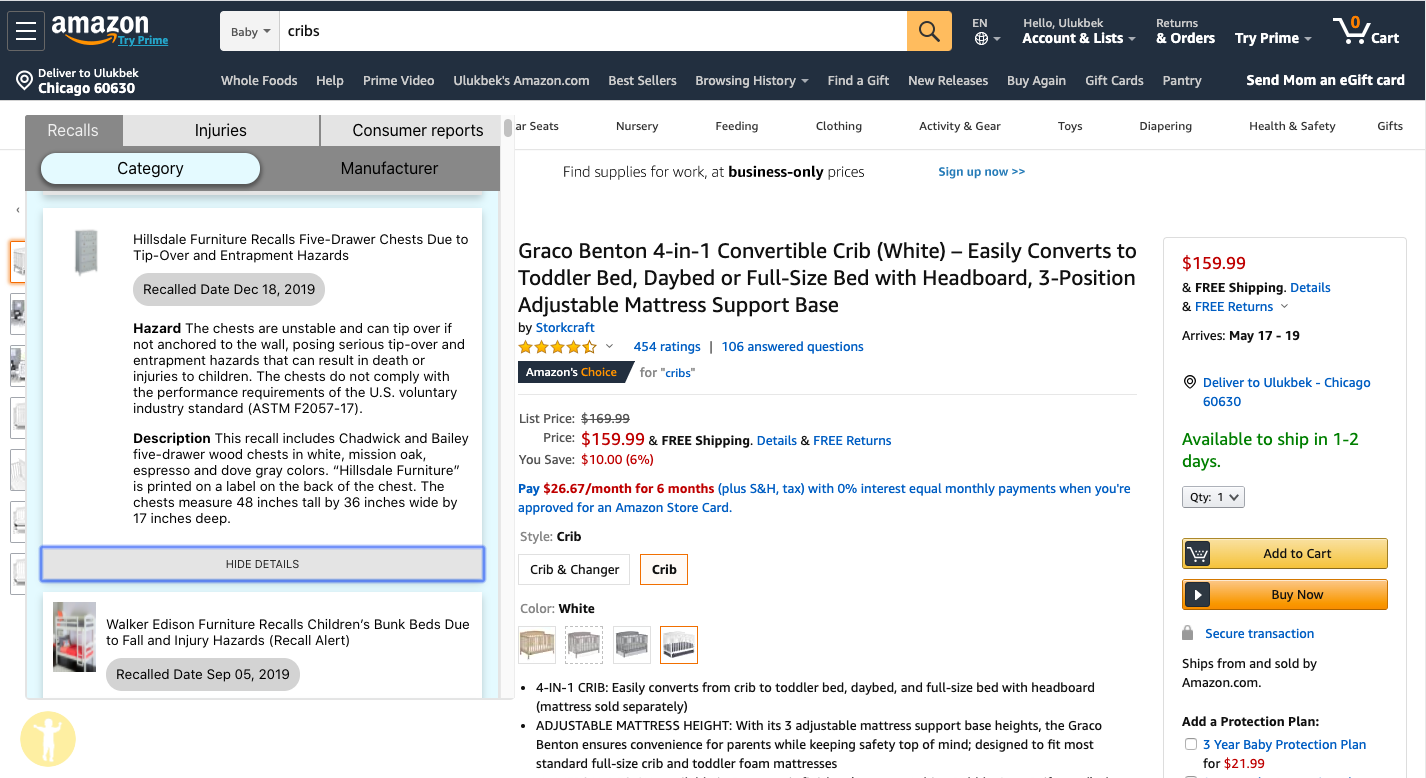 amazon
Try Prime
Baby
cribs
EN
Hello, Ulukbek
Account & Lists
Returns
& Orders
Try Prime
0
Cart
Deliver to Ulukbek
Chicago 60630
Whole Foods
Help
Prime Video
Ulukbek's Amazon.com
Best Sellers
Browsing History
Find a Gift
New Releases
Buy Again
Gift Cards
Pantry
Send Mom an eGift card
ar Seats
Nursery
Feeding
Clothing
Activity & Gear
Toys
Diapering
Health & Safety
Gifts
Recalls
Injuries
Consumer reports
Category
Manufacturer
Find supplies for work, at business-only prices
Sign up now >>
Hillsdale Furniture Recalls Five-Drawer Chests Due to
Tip-Over and Entrapment Hazards
Recalled Date Dec 18, 2019
Hazard The chests are unstable and can tip over if
not anchored to the wall, posing serious tip-over and
entrapment hazards that can result in death or
injuries to children. The chests do not comply with
the performance requirements of the U.S. voluntary
industry standard (ASTM F2057-17).
Description This recall includes Chadwick and Bailey
five-drawer wood chests in white, mission oak,
espresso and dove gray colors. “Hillsdale Furniture”
is printed on a label on the back of the chest. The
chests measure 48 inches tall by 36 inches wide by
17 inches deep.
HIDE DETAILS
Walker Edison Furniture Recalls Children’s Bunk Beds Due
to Fall and Injury Hazards (Recall Alert)
Recalled Date Sep 05, 2019
Graco Benton 4-in-1 Convertible Crib (White) – Easily Converts to
Toddler Bed, Daybed or Full-Size Bed with Headboard, 3-Position
Adjustable Mattress Support Base
by Storkcraft
454 ratings | 106 answered questions
Amazon's Choice for "cribs"
List Price: $169.99
Price: $159.99 & FREE Shipping. Details & FREE Returns
You Save: $10.00 (6%)
Pay $26.67/month for 6 months (plus S&H, tax) with 0% interest equal monthly payments when you're
approved for an Amazon Store Card.
Style: Crib
Crib & Changer
Crib
Color: White
4-IN-1 CRIB: Easily converts from crib to toddler bed, daybed, and full-size bed with headboard
(mattress sold separately)
ADJUSTABLE MATTRESS HEIGHT: With its 3 adjustable mattress support base heights, the Graco
Benton ensures convenience for parents while keeping safety top of mind; designed to fit most
standard full-size crib and toddler foam mattresses
$159.99
& FREE Shipping. Details
& FREE Returns
Arrives: May 17 - 19
Deliver to Ulukbek - Chicago
60630
Available to ship in 1-2
days.
Qty: 1
Add to Cart
Buy Now
Secure transaction
Ships from and sold by
Amazon.com.
Add a Protection Plan:
3 Year Baby Protection Plan
for $21.99